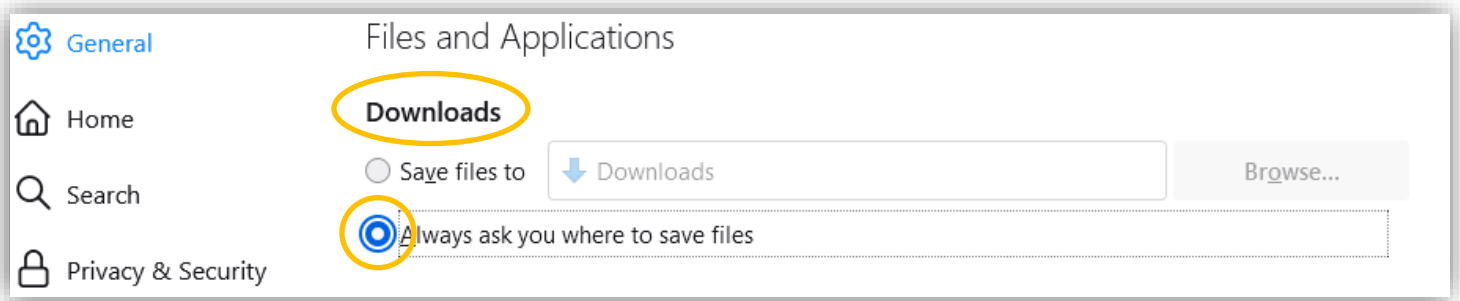 General
Home
Search
Privacy & Security
Files and Applications
Downloads
Save files to
Downloads
Browse...
Always ask you where to save files